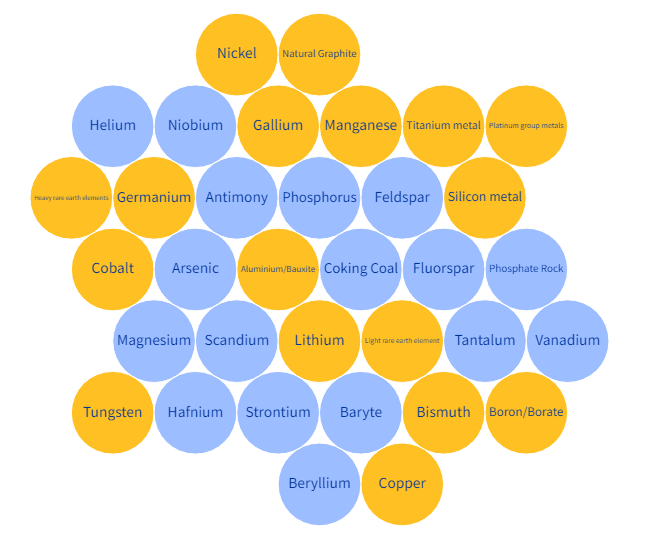 Nickel
Natural Graphite
Helium
Niobium
Gallium
Manganese
Titanium metal
Platinum group metals
Heavy rare earth elements
Germanium
Antimony
Phosphorus
Feldspar
Silicon metal
Cobalt
Arsenic
Aluminium/Bauxite
Coking Coal
Fluorspar
Phosphate Rock
Magnesium
Scandium
Lithium
Light rare earth element
Tantalum
Vanadium
Tungsten
Hafnium
Strontium
Baryte
Bismuth
Boron/Borate
Beryllium
Copper